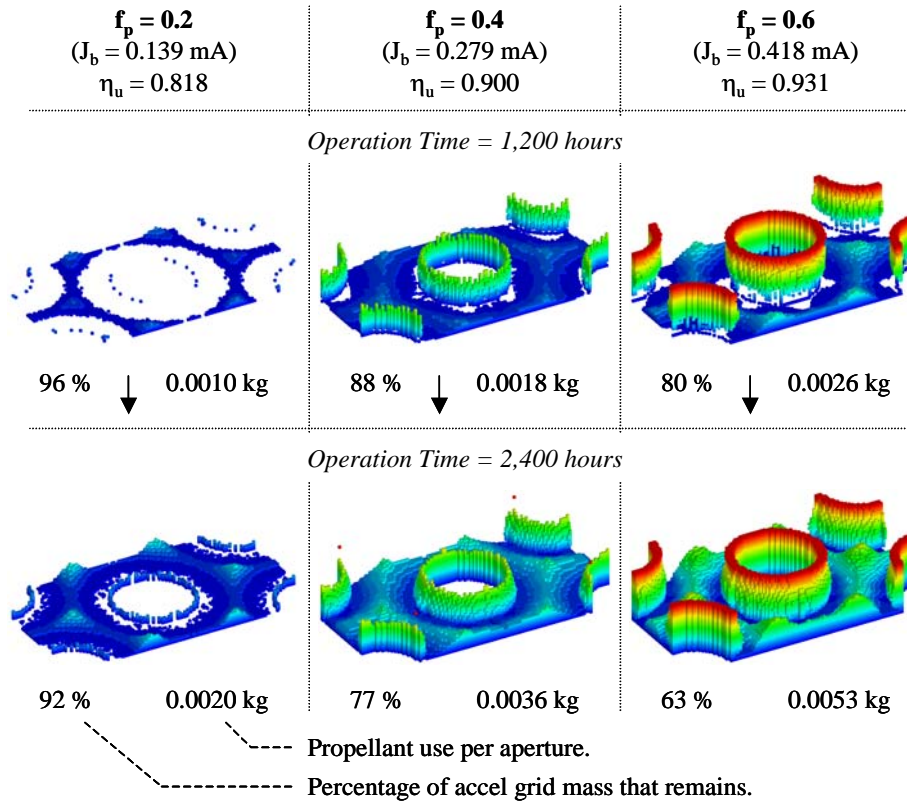 f_p = 0.2 f_p = 0.4 f_p = 0.6
(J_b = 0.139 mA) (J_b = 0.279 mA) (J_b = 0.418 mA)
η_u = 0.818 η_u = 0.900 η_u = 0.931
Operation Time = 1,200 hours
96 % 0.0010 kg 88 % 0.0018 kg 80 % 0.0026 kg
Operation Time = 2,400 hours
92 % 0.0020 kg 77 % 0.0036 kg 63 % 0.0053 kg
Propellant use per aperture.
Percentage of accel grid mass that remains.